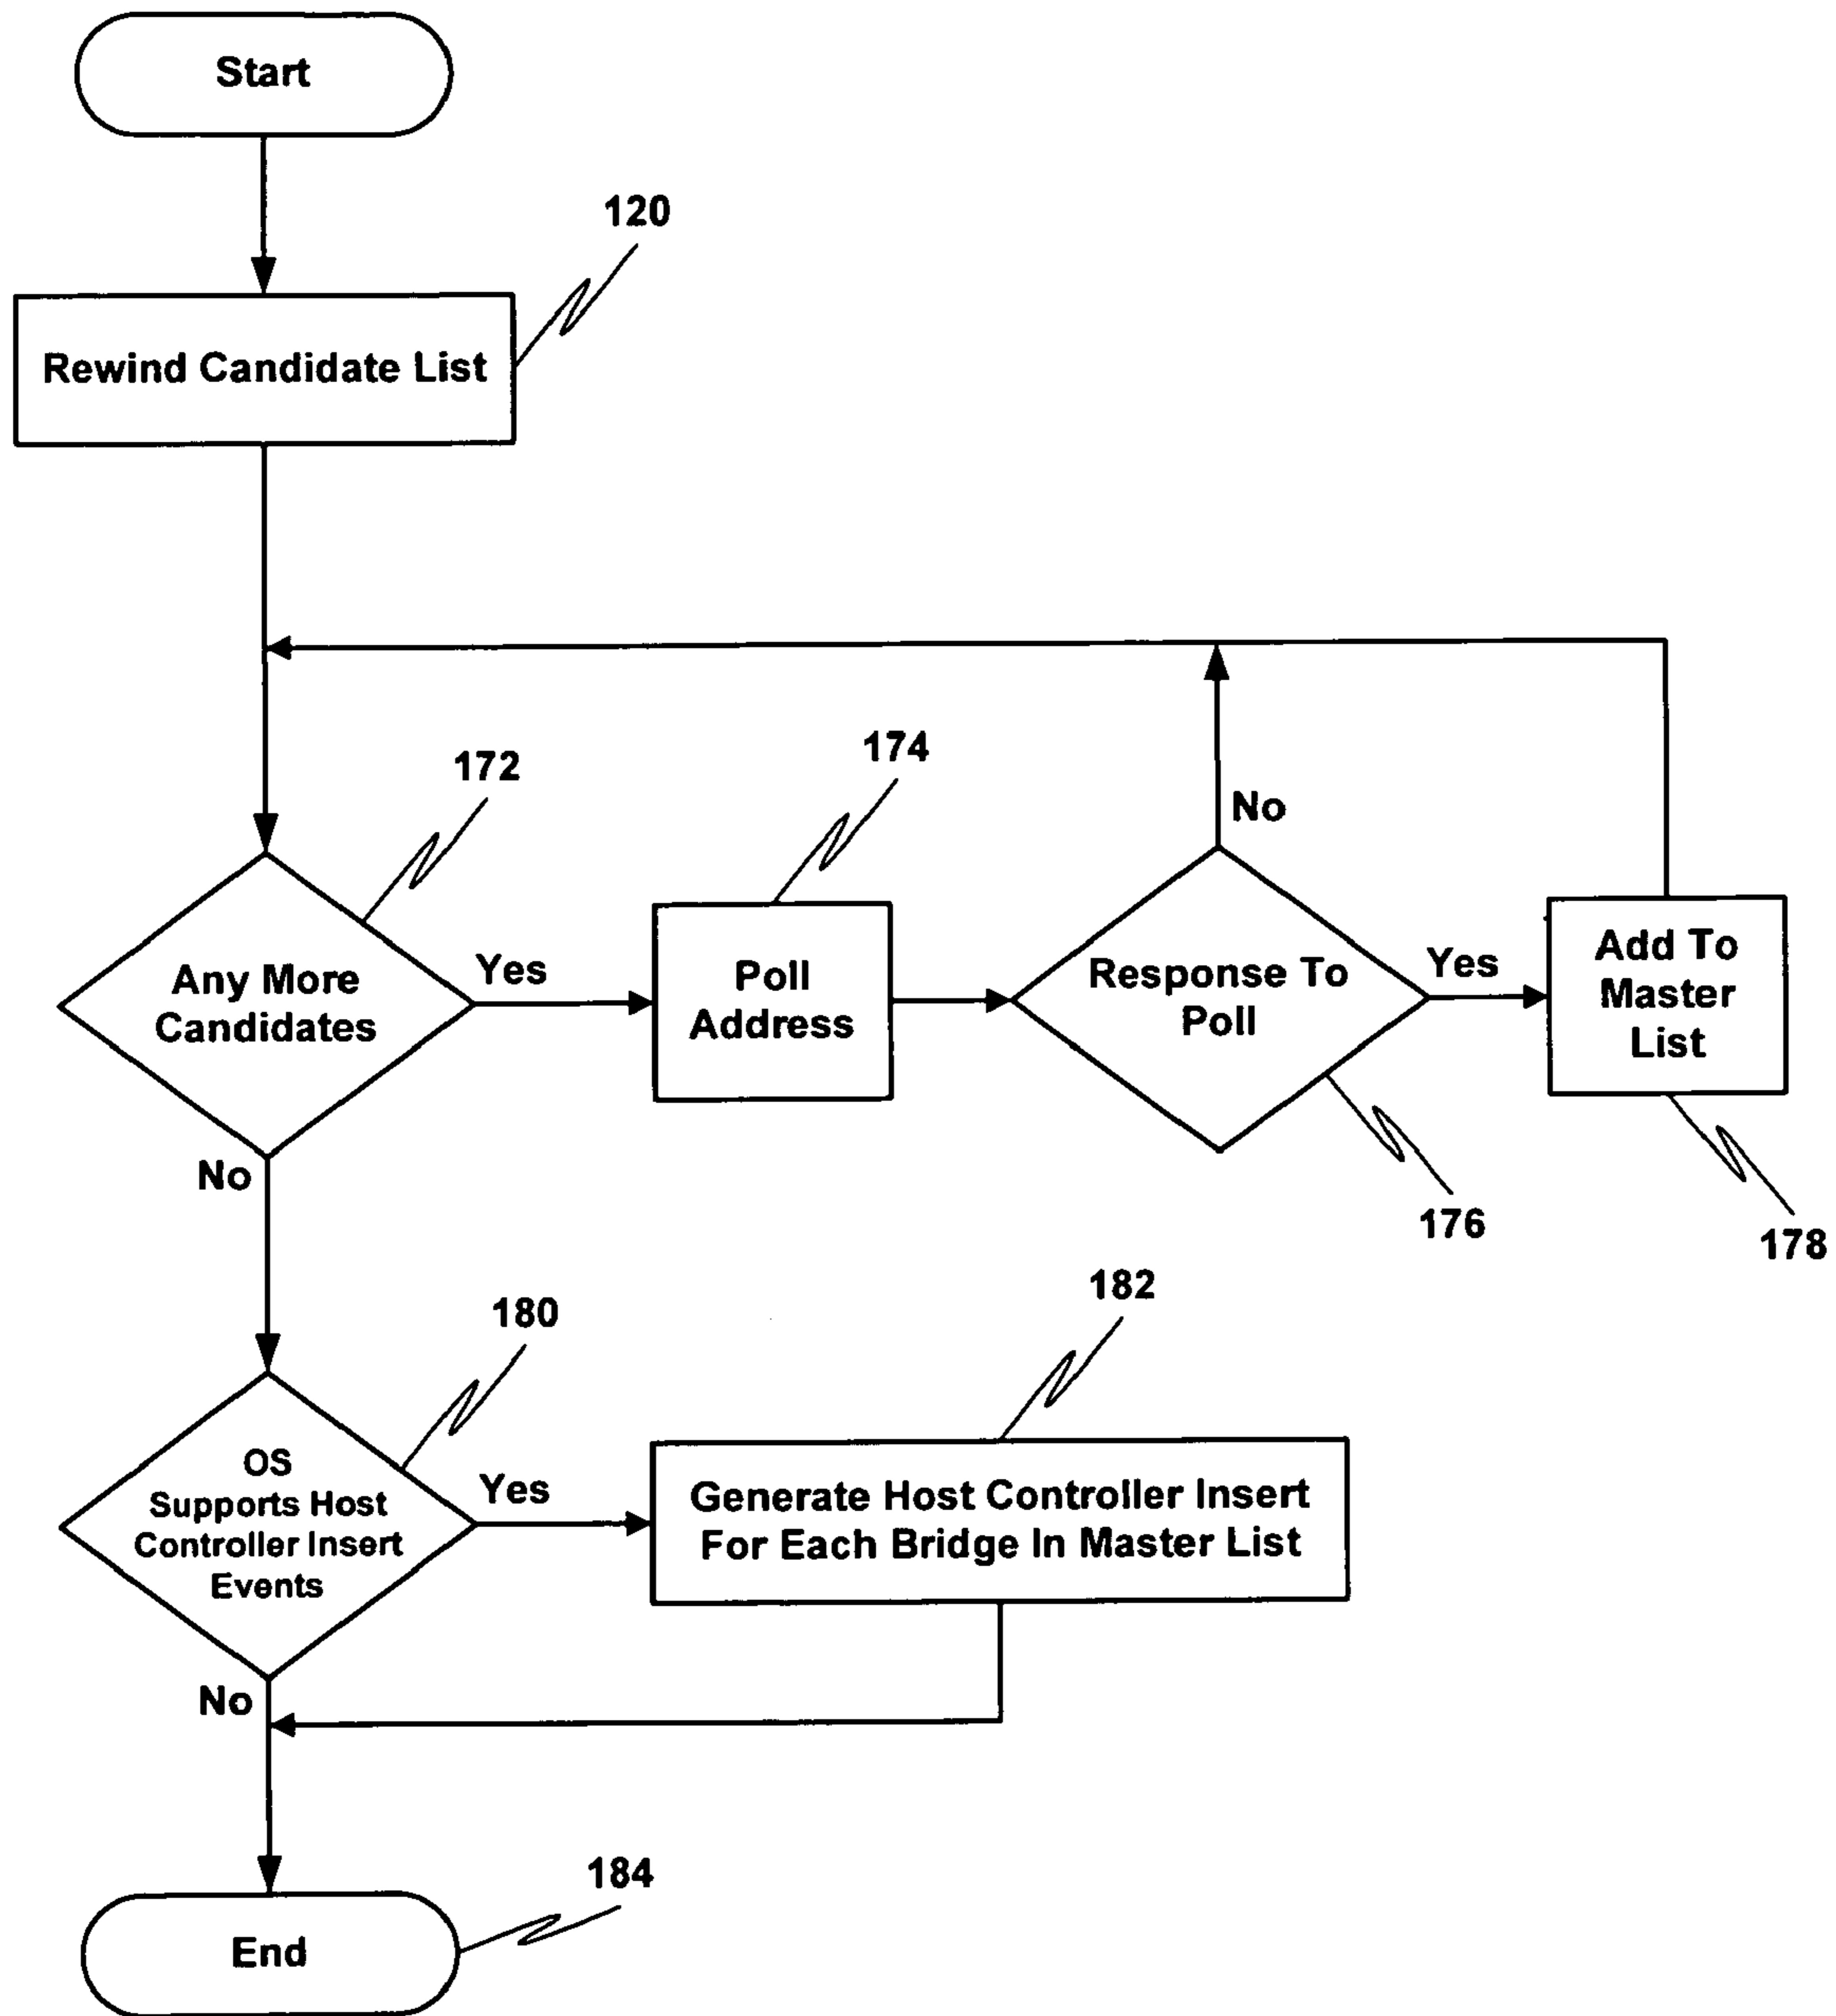 Start
120
Rewind Candidate List
172
174
No
Any More
Candidates
Yes
Poll
Address
Response To
Poll
Yes
Add To
Master
List
No
176
178
180
182
OS
Supports Host
Controller Insert
Events
Yes
Generate Host Controller Insert
For Each Bridge In Master List
No
184
End